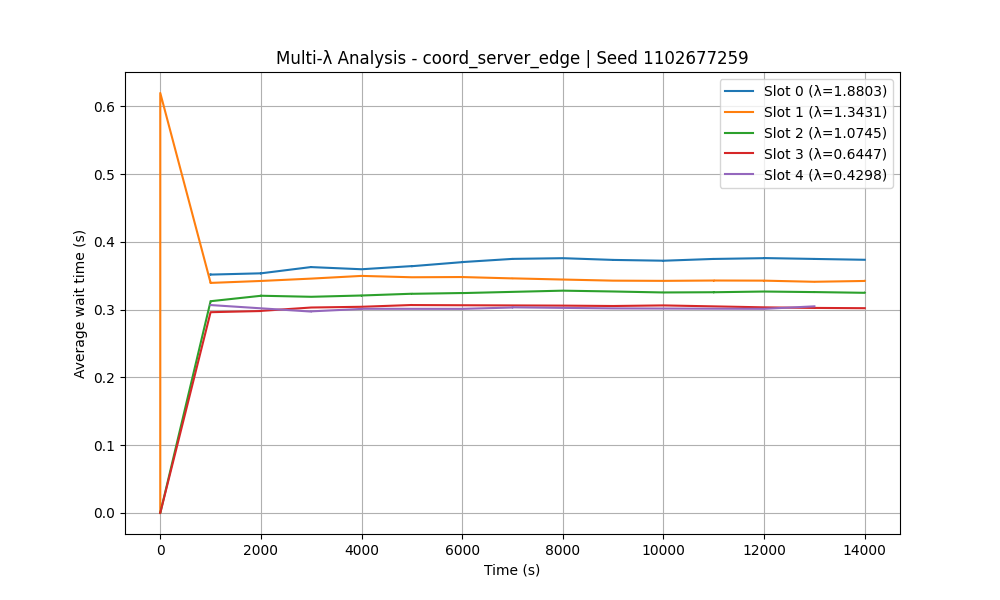 Multi-λ Analysis - coord_server_edge | Seed 1102677259
Slot 0 (λ=1.8803)
Slot 1 (λ=1.3431)
Slot 2 (λ=1.0745)
Slot 3 (λ=0.6447)
Slot 4 (λ=0.4298)
Average wait time (s)
0.6
0.5
0.4
0.3
0.2
0.1
0.0
0 2000 4000 6000 8000 10000 12000 14000
Time (s)